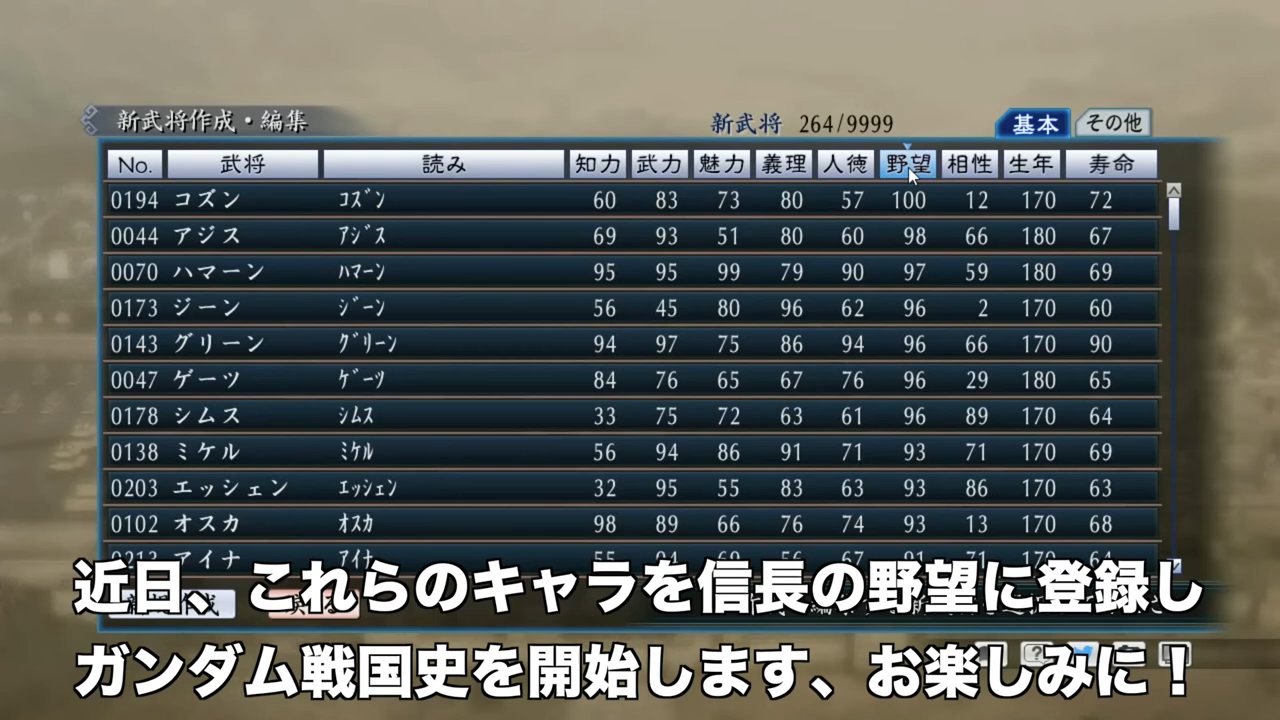 新武将作成・編集
新武将 264/9999 基本 その他
No. 武将 読み 知力 武力 魅力 義理 人徳 野望 相性 生年 寿命
0194 コズン ｺｽﾞﾝ 60 83 73 80 57 100 12 170 72
0044 アジス ｱｼﾞｽ 69 93 51 80 60 98 66 180 67
0070 ハマーン ﾊﾏｰﾝ 95 95 99 79 90 97 59 180 69
0173 ジーン ｼﾞｰﾝ 56 45 80 96 62 96 2 170 60
0143 グリーン ｸﾞﾘｰﾝ 94 97 75 86 94 96 66 170 90
0047 ゲーツ ｹﾞｰﾂ 84 76 65 67 76 96 29 180 65
0178 シムス ｼﾑｽ 33 75 72 63 61 96 89 170 64
0138 ミケル ﾐｹﾙ 56 94 86 91 71 93 71 170 69
0203 エッシェン ｴｯｼｪﾝ 32 95 55 83 63 93 86 170 63
0102 オスカ ｵｽｶ 98 89 66 76 74 93 13 170 68
アイナ ｱｲﾅ
近日、これらのキャラを信長の野望に登録し
ガンダム戦国史を開始します、お楽しみに！